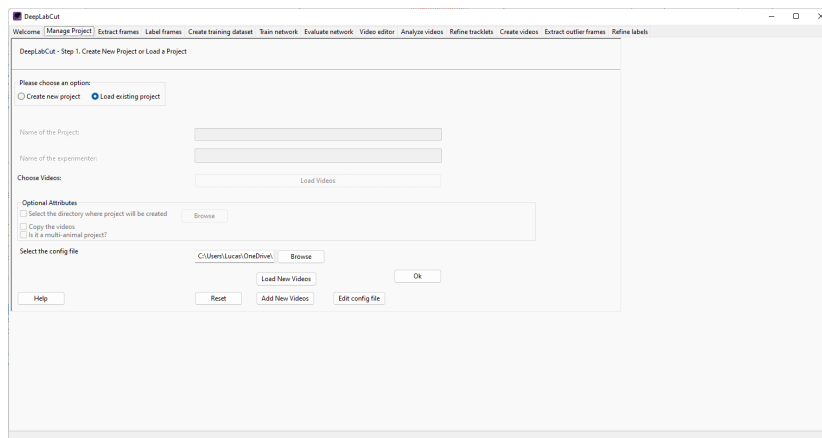 DeepLabCut
Welcome Manage Project Extract frames Label frames Create training dataset Train network Evaluate network Video editor Analyze videos Refine tracklets Create videos Extract outlier frames Refine labels
DeepLabCut - Step 1. Create New Project or Load a Project
Please choose an option:
Create new project Load existing project
Name of the Project:
Name of the experimenter:
Choose Videos: Load Videos
Optional Attributes
Select the directory where project will be created Browse
Copy the videos
Is it a multi-animal project?
Select the config file C:\Users\Lucas\OneDrive\ Browse
Load New Videos Ok
Help Reset Add New Videos Edit config file